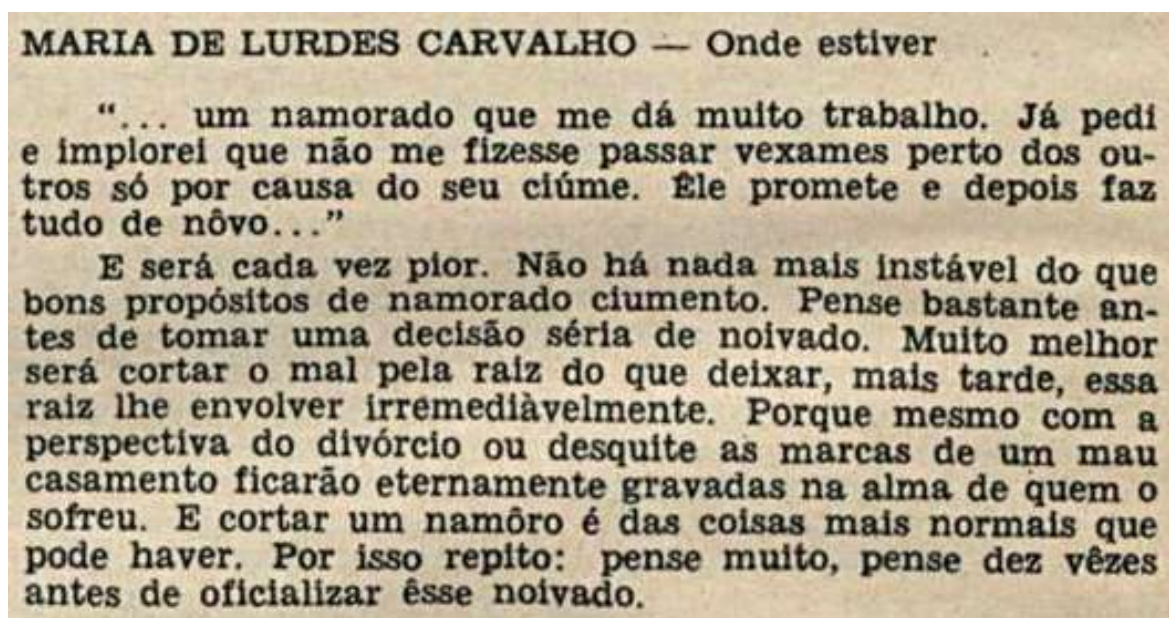 MARIA DE LURDES CARVALHO — Onde estiver
"... um namorado que me dá muito trabalho. Já pedi
e implorei que não me fizesse passar vexames perto dos ou-
tros só por causa do seu ciúme. Êle promete e depois faz
tudo de nôvo..."
E será cada vez pior. Não há nada mais instável do que
bons propósitos de namorado ciumento. Pense bastante an-
tes de tomar uma decisão séria de noivado. Muito melhor
será cortar o mal pela raiz do que deixar, mais tarde, essa
raiz lhe envolver irremediàvelmente. Porque mesmo com a
perspectiva do divórcio ou desquite as marcas de um mau
casamento ficarão eternamente gravadas na alma de quem o
sofreu. E cortar um namôro é das coisas mais normais que
pode haver. Por isso repito: pense muito, pense dez vêzes
antes de oficializar êsse noivado.